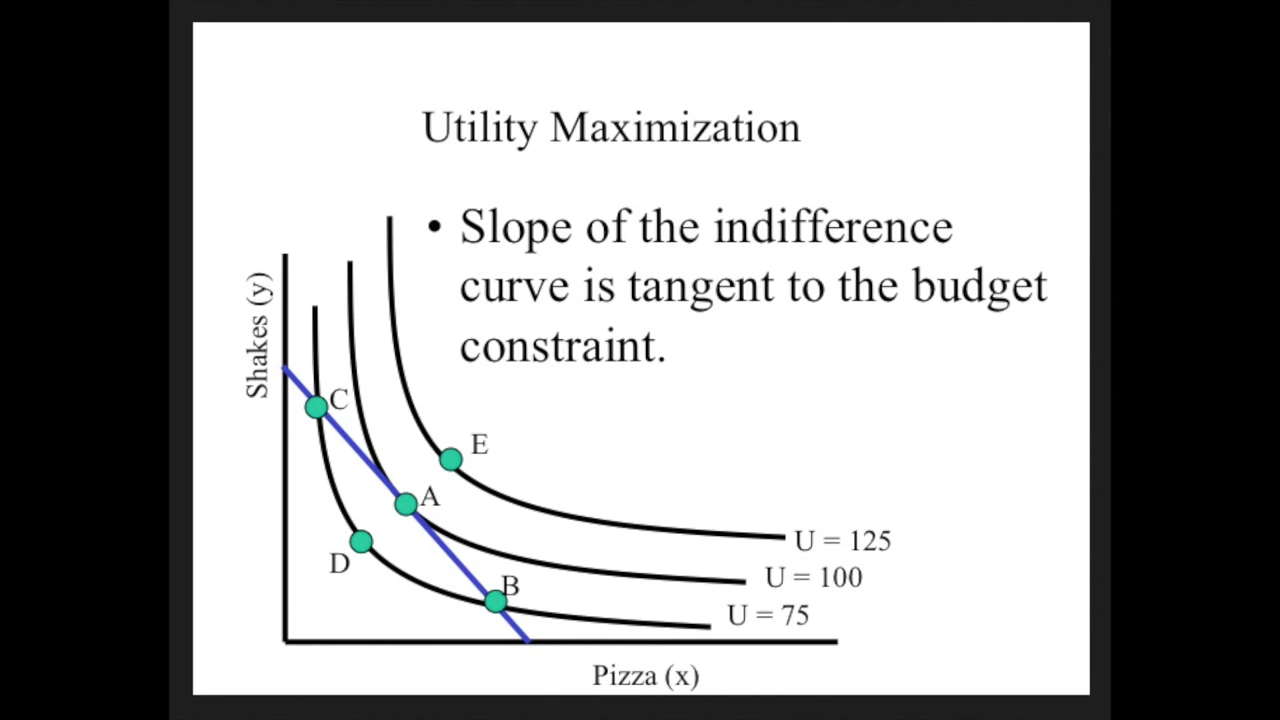 Utility Maximization
• Slope of the indifference
curve is tangent to the budget
constraint.
Shakes (y)
C
E
A
D
B
U = 125
U = 100
U = 75
Pizza (x)